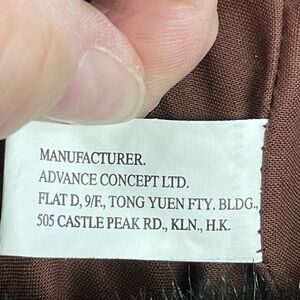 MANUFACTURER.
ADVANCE CONCEPT LTD.
FLAT D, 9/F., TONG YUEN FTY. BLDG.,
505 CASTLE PEAK RD., KLN., H.K.